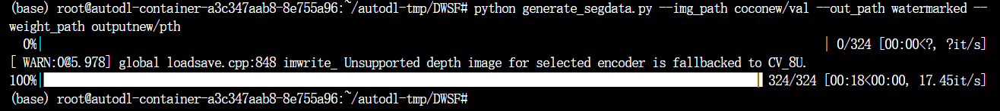 (base) root@autodl-container-a3c347aab8-8e755a96:~/autodl-tmp/DWSF# python generate_segdata.py --img_path coconew/val --out_path watermarked --
weight_path outputnew/pth
  0%| | 0/324 [00:00<?, ?it/s]
[ WARN:0@5.978] global loadsave.cpp:848 imwrite_ Unsupported depth image for selected encoder is fallbacked to CV_8U.
100%|██████████| 324/324 [00:18<00:00, 17.45it/s]
(base) root@autodl-container-a3c347aab8-8e755a96:~/autodl-tmp/DWSF#